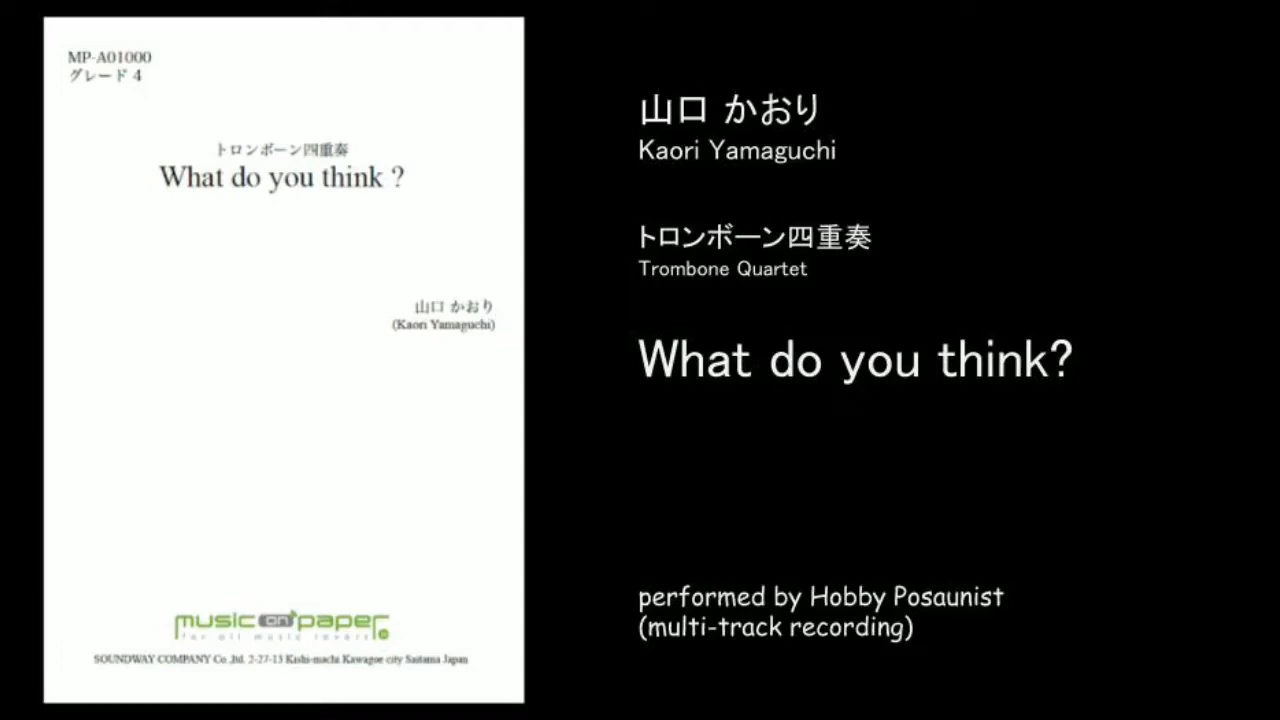 MP-A01000
グレード 4
トロンボーン四重奏
What do you think ?
山口 かおり
(Kaori Yamaguchi)
music on paper
for all music lovers
SOUNDWAY COMPANY Co.,ltd. 2-27-13 Kishi-machi Kawagoe city Saitama Japan
山口 かおり
Kaori Yamaguchi
トロンボーン四重奏
Trombone Quartet
What do you think?
performed by Hobby Posaunist
(multi-track recording)